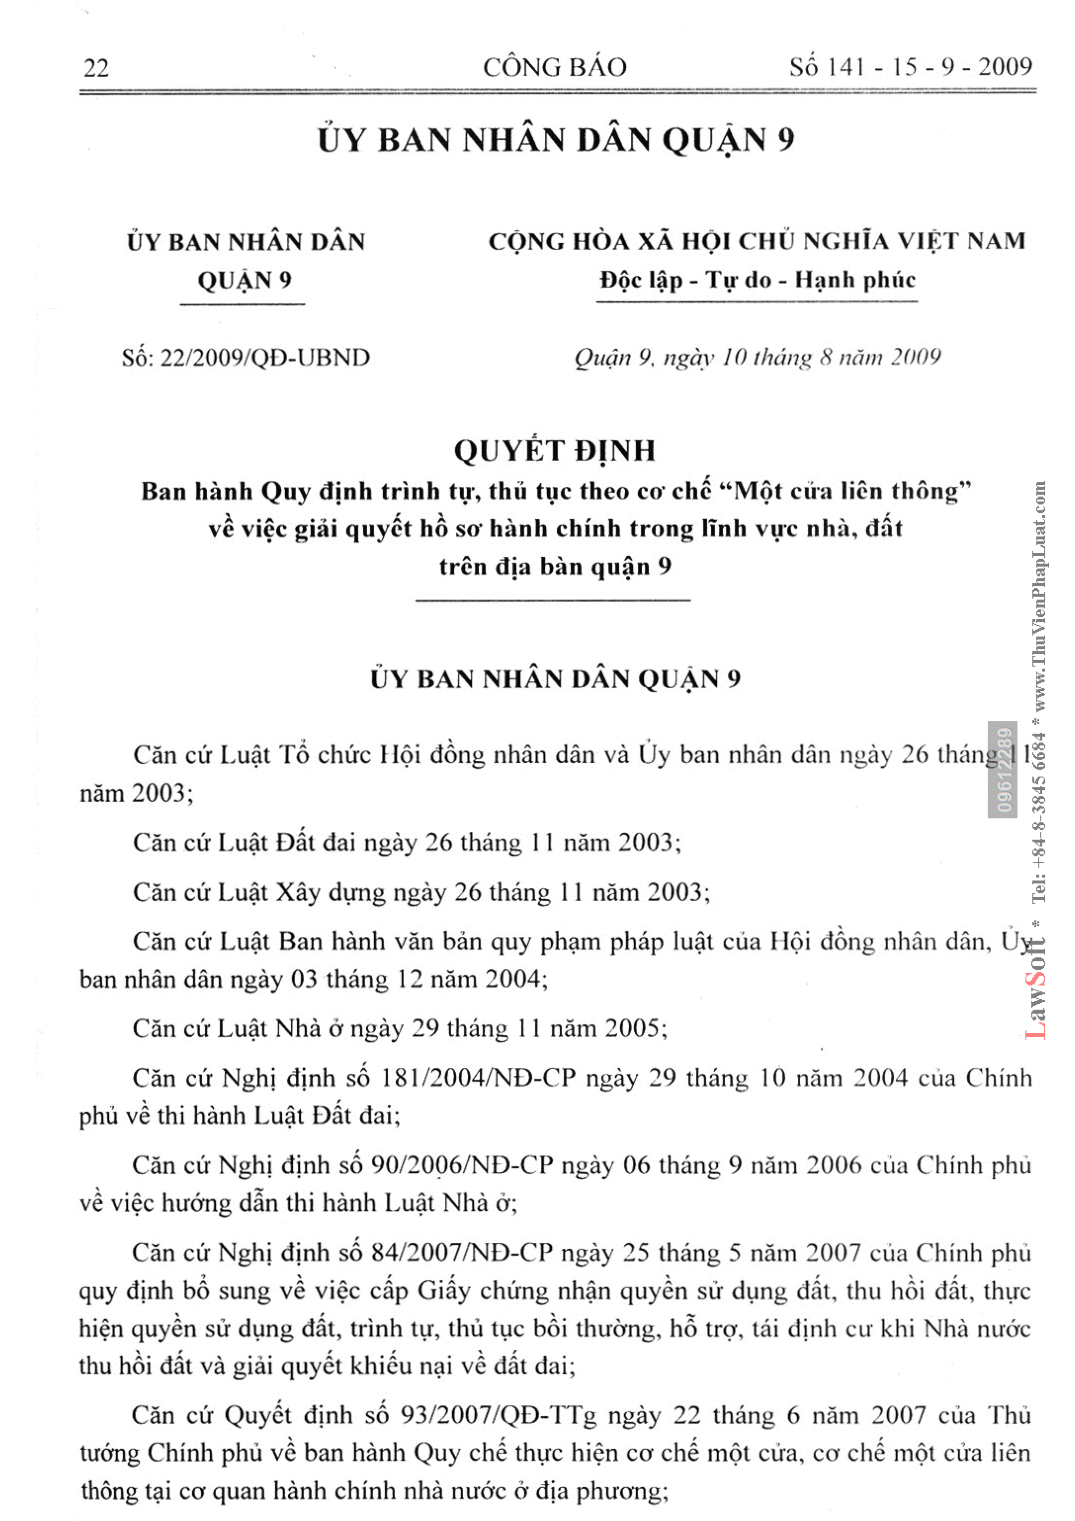 22 CÔNG BÁO Số 141 - 15 - 9 - 2009
ỦY BAN NHÂN DÂN QUẬN 9
ỦY BAN NHÂN DÂN
QUẬN 9
CỘNG HÒA XÃ HỘI CHỦ NGHĨA VIỆT NAM
Độc lập - Tự do - Hạnh phúc
Số: 22/2009/QĐ-UBND
Quận 9, ngày 10 tháng 8 năm 2009
QUYẾT ĐỊNH
Ban hành Quy định trình tự, thủ tục theo cơ chế “Một cửa liên thông”
về việc giải quyết hồ sơ hành chính trong lĩnh vực nhà, đất
trên địa bàn quận 9
ỦY BAN NHÂN DÂN QUẬN 9
Căn cứ Luật Tổ chức Hội đồng nhân dân và Ủy ban nhân dân ngày 26 tháng 11
năm 2003;
Căn cứ Luật Đất đai ngày 26 tháng 11 năm 2003;
Căn cứ Luật Xây dựng ngày 26 tháng 11 năm 2003;
Căn cứ Luật Ban hành văn bản quy phạm pháp luật của Hội đồng nhân dân, Ủy
ban nhân dân ngày 03 tháng 12 năm 2004;
Căn cứ Luật Nhà ở ngày 29 tháng 11 năm 2005;
Căn cứ Nghị định số 181/2004/NĐ-CP ngày 29 tháng 10 năm 2004 của Chính
phủ về thi hành Luật Đất đai;
Căn cứ Nghị định số 90/2006/NĐ-CP ngày 06 tháng 9 năm 2006 của Chính phủ
về việc hướng dẫn thi hành Luật Nhà ở;
Căn cứ Nghị định số 84/2007/NĐ-CP ngày 25 tháng 5 năm 2007 của Chính phủ
quy định bổ sung về việc cấp Giấy chứng nhận quyền sử dụng đất, thu hồi đất, thực
hiện quyền sử dụng đất, trình tự, thủ tục bồi thường, hỗ trợ, tái định cư khi Nhà nước
thu hồi đất và giải quyết khiếu nại về đất đai;
Căn cứ Quyết định số 93/2007/QĐ-TTg ngày 22 tháng 6 năm 2007 của Thủ
tướng Chính phủ về ban hành Quy chế thực hiện cơ chế một cửa, cơ chế một cửa liên
thông tại cơ quan hành chính nhà nước ở địa phương;
09612289
LawSoft * Tel: +84-8-3845 6684 * www.ThuVienPhapLuat.com